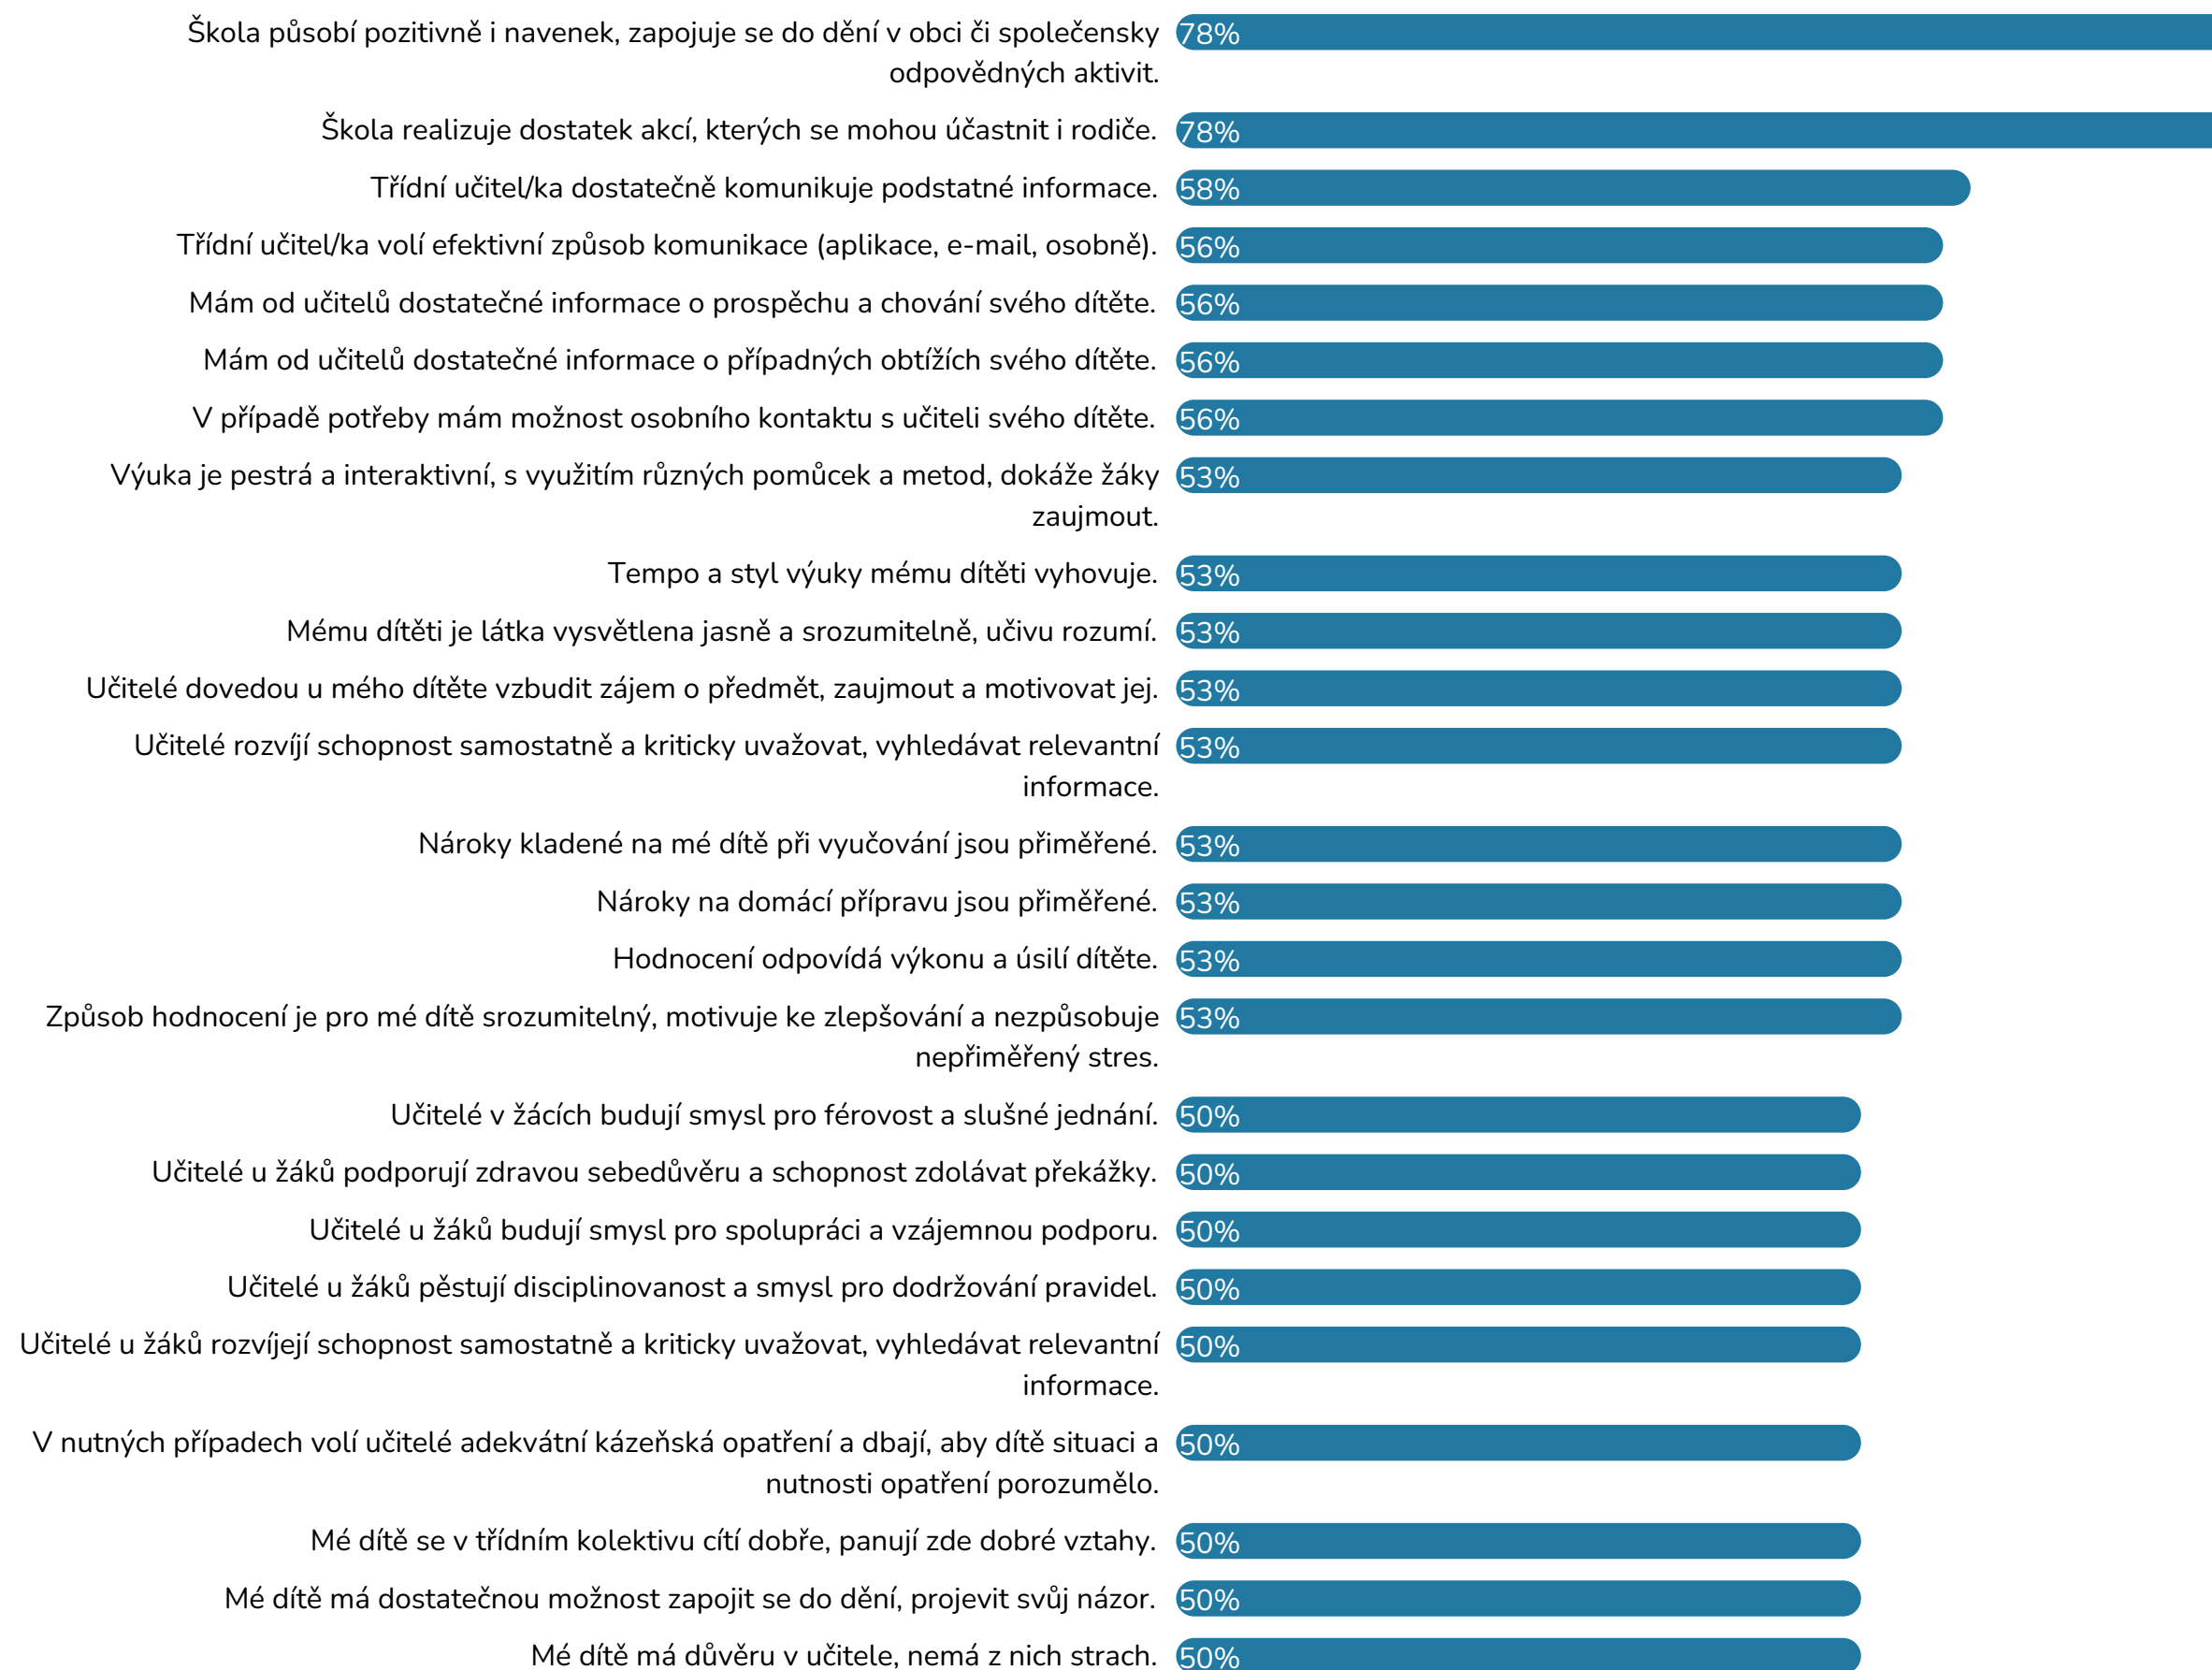 Škola působí pozitivně i navenek, zapojuje se do dění v obci či společensky 78%
odpovědných aktivit.
Škola realizuje dostatek akcí, kterých se mohou účastnit i rodiče. 78%
Třídní učitel/ka dostatečně komunikuje podstatné informace. 58%
Třídní učitel/ka volí efektivní způsob komunikace (aplikace, e-mail, osobně). 56%
Mám od učitelů dostatečné informace o prospěchu a chování svého dítěte. 56%
Mám od učitelů dostatečné informace o případných obtížích svého dítěte. 56%
V případě potřeby mám možnost osobního kontaktu s učiteli svého dítěte. 56%
Výuka je pestrá a interaktivní, s využitím různých pomůcek a metod, dokáže žáky 53%
zaujmout.
Tempo a styl výuky mému dítěti vyhovuje. 53%
Mému dítěti je látka vysvětlena jasně a srozumitelně, učivu rozumí. 53%
Učitelé dovedou u mého dítěte vzbudit zájem o předmět, zaujmout a motivovat jej. 53%
Učitelé rozvíjí schopnost samostatně a kriticky uvažovat, vyhledávat relevantní 53%
informace.
Nároky kladené na mé dítě při vyučování jsou přiměřené. 53%
Nároky na domácí přípravu jsou přiměřené. 53%
Hodnocení odpovídá výkonu a úsilí dítěte. 53%
Způsob hodnocení je pro mé dítě srozumitelný, motivuje ke zlepšování a nezpůsobuje 53%
nepřiměřený stres.
Učitelé v žácích budují smysl pro férovost a slušné jednání. 50%
Učitelé u žáků podporují zdravou sebedůvěru a schopnost zdolávat překážky. 50%
Učitelé u žáků budují smysl pro spolupráci a vzájemnou podporu. 50%
Učitelé u žáků pěstují disciplinovanost a smysl pro dodržování pravidel. 50%
Učitelé u žáků rozvíjejí schopnost samostatně a kriticky uvažovat, vyhledávat relevantní 50%
informace.
V nutných případech volí učitelé adekvátní kázeňská opatření a dbají, aby dítě situaci a 50%
nutnosti opatření porozumělo.
Mé dítě se v třídním kolektivu cítí dobře, panují zde dobré vztahy. 50%
Mé dítě má dostatečnou možnost zapojit se do dění, projevit svůj názor. 50%
Mé dítě má důvěru v učitele, nemá z nich strach. 50%